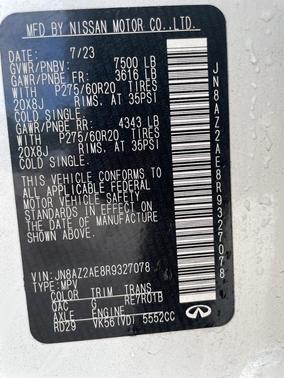 MFD BY NISSAN MOTOR CO.,LTD.
DATE: 7/23
GVWR/PNBV: 7500 LB
GAWR/PNBE FR: 3616 LB
WITH P275/60R20 TIRES
20X8J RIMS, AT 35PSI
COLD SINGLE.
GAWR/PNBE RR: 4343 LB
WITH P275/60R20 TIRES
20X8J RIMS, AT 35PSI
COLD SINGLE.
THIS VEHICLE CONFORMS TO
ALL APPLICABLE FEDERAL
MOTOR VEHICLE SAFETY
STANDARDS IN EFFECT ON
THE DATE OF MANUFACTURE
SHOWN ABOVE.
VIN:JN8AZ2AE8R9327078
TYPE:MPV
COLOR TRIM TRANS
QAC G RE7R01B
AXLE ENGINE
RD29 VK56(VD) 5552CC
JN8AZ2AE8R9327078
INFINITI